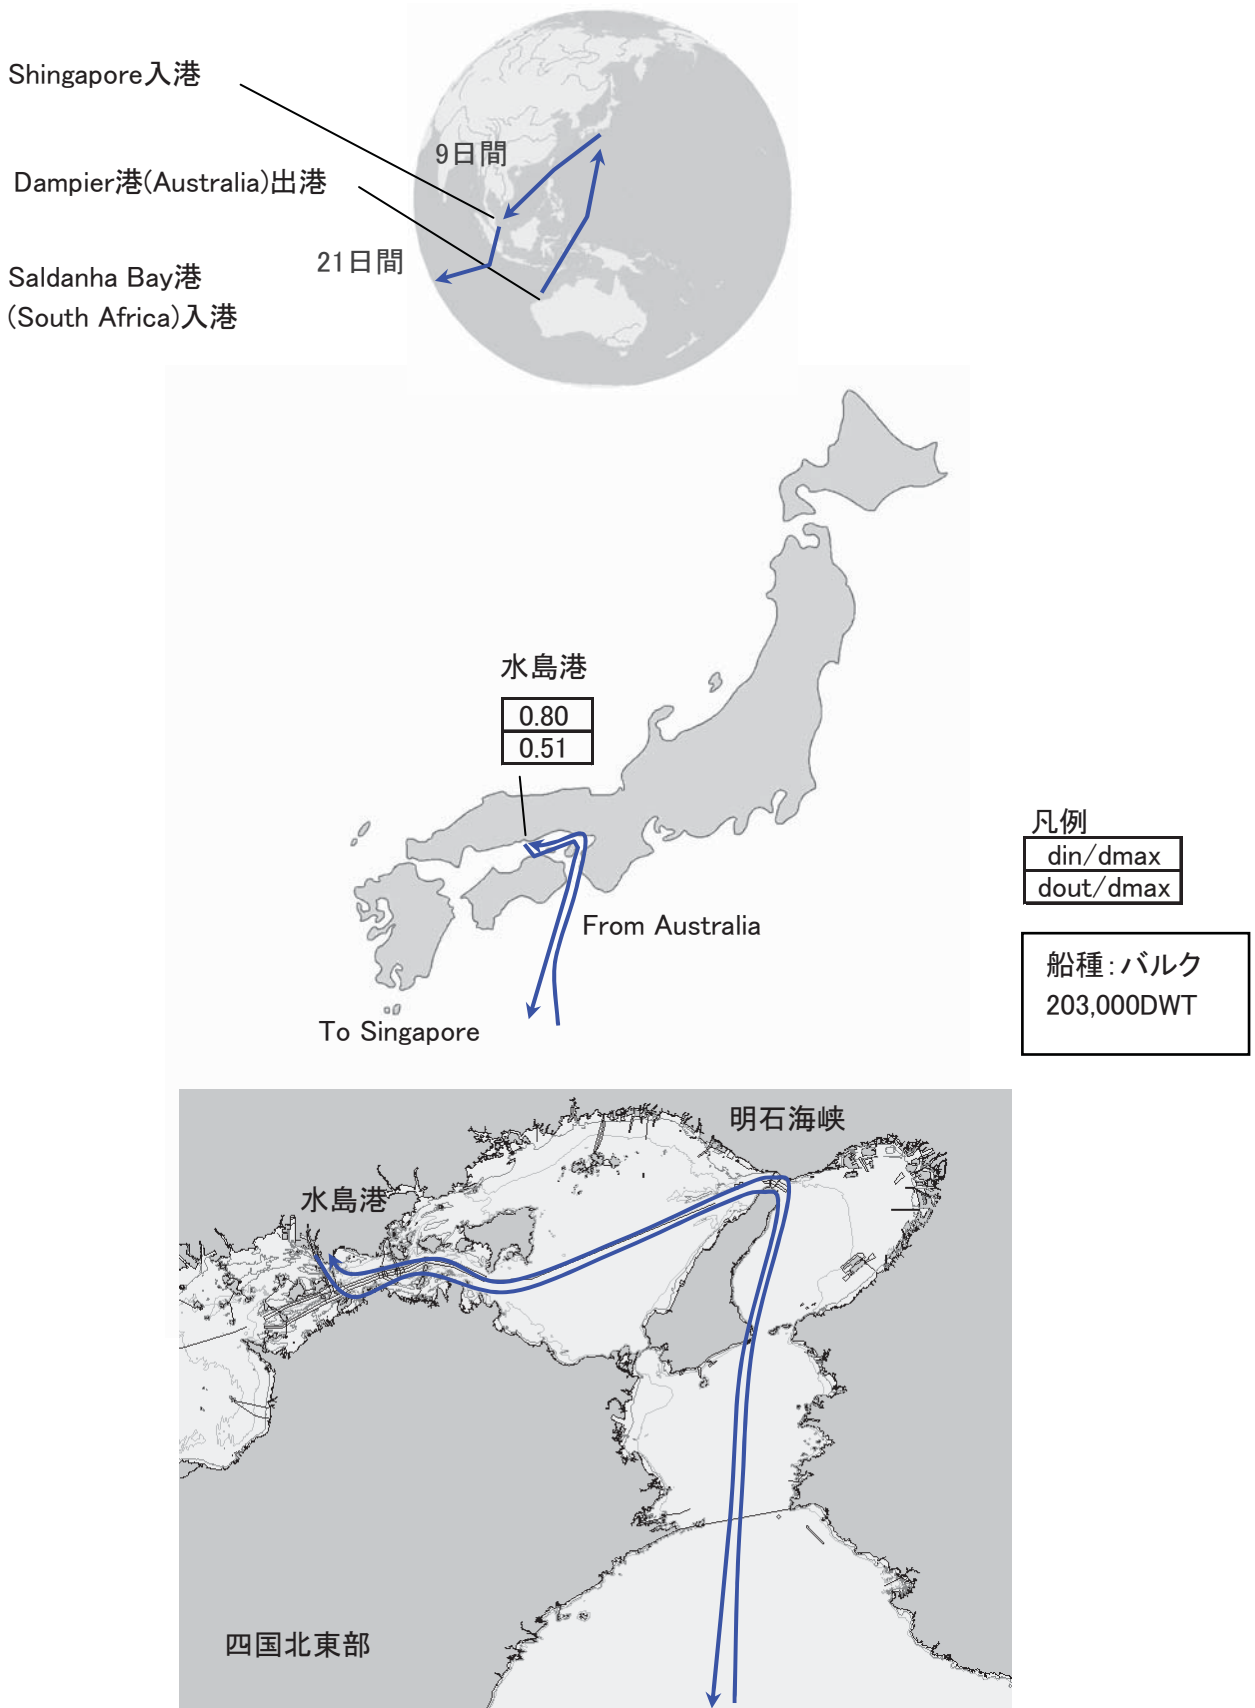 Shingapore入港
9日間
Dampier港(Australia)出港
21日間
Saldanha Bay港
(South Africa)入港
水島港
0.80
0.51
凡例
din/dmax
dout/dmax
From Australia
船種：バルク
203,000DWT
To Singapore
明石海峡
水島港
四国北東部